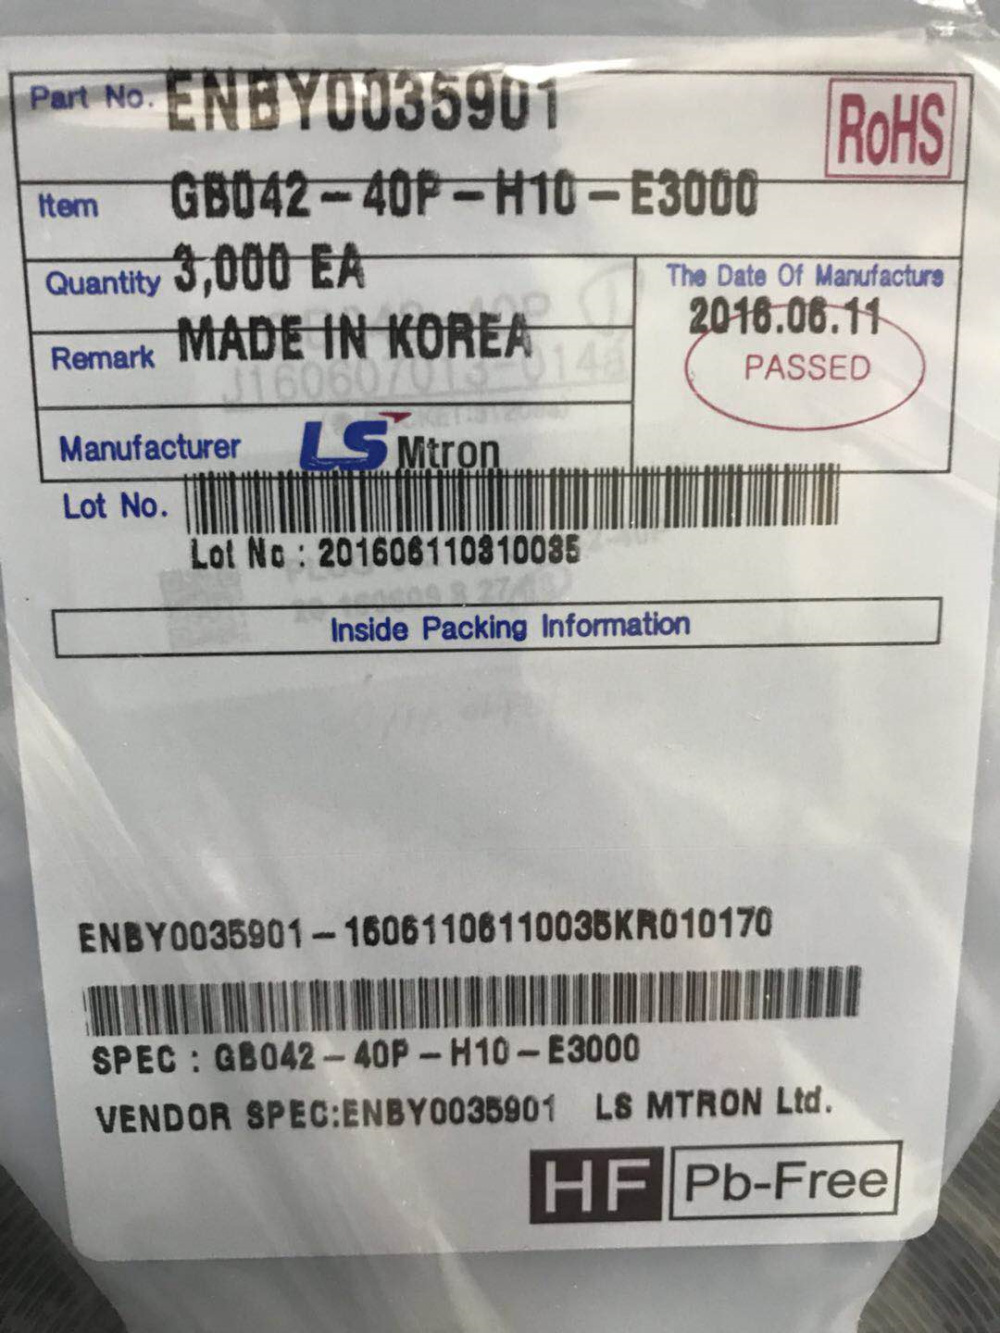 Part No. ENBY0035901
RoHS
Item GB042-40P-H10-E3000
Quantity 3,000 EA
The Date Of Manufacture
2016.06.11
PASSED
Remark MADE IN KOREA
J160607013-014a
Manufacturer LS Mtron
Lot No.
Lot No : 201606110310035
Inside Packing Information
ENBY0035901-16061106110035KR010170
SPEC : GB042-40P-H10-E3000
VENDOR SPEC:ENBY0035901 LS MTRON Ltd.
HF Pb-Free